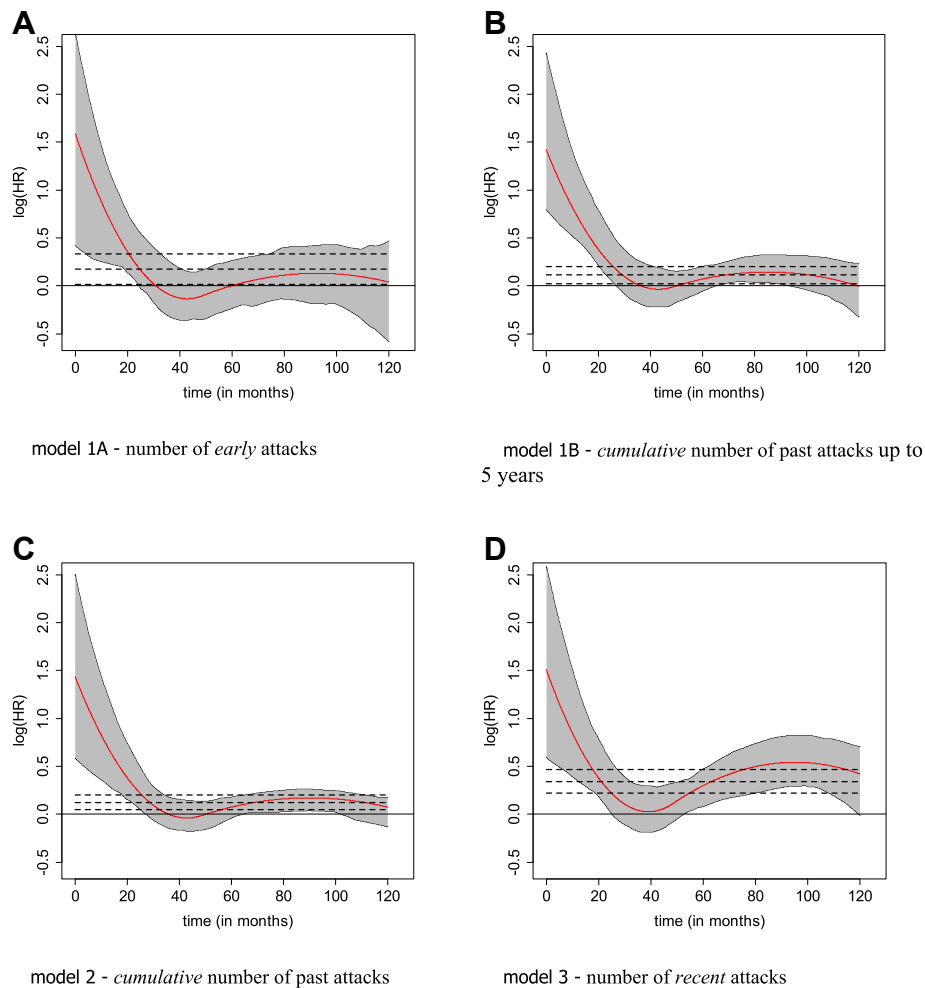 A
B
2.5
2.0
1.5
1.0
0.5
0.0
-0.5
log(HR)
0 20 40 60 80 100 120
time (in months)
2.5
2.0
1.5
1.0
0.5
0.0
-0.5
log(HR)
0 20 40 60 80 100 120
time (in months)
model 1A - number of early attacks
model 1B - cumulative number of past attacks up to
5 years
C
D
2.5
2.0
1.5
1.0
0.5
0.0
-0.5
log(HR)
0 20 40 60 80 100 120
time (in months)
2.5
2.0
1.5
1.0
0.5
0.0
-0.5
log(HR)
0 20 40 60 80 100 120
time (in months)
model 2 - cumulative number of past attacks
model 3 - number of recent attacks